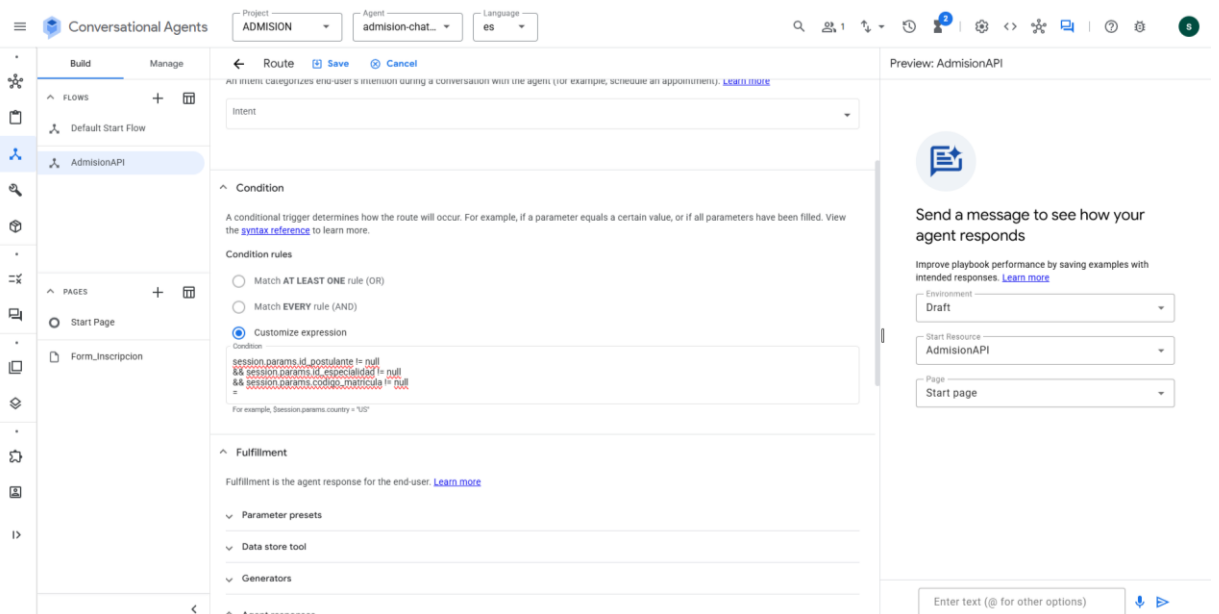 Conversational Agents
Project
ADMISION
Agent
admision-chat...
Language
es
1
2
s
Build
Manage
Route
Save
Cancel
Preview: AdmisionAPI
FLOWS
Default Start Flow
AdmisionAPI
PAGES
Start Page
Form_Inscripcion
An intent categorizes end-user's intention during a conversation with the agent (for example, schedule an appointment). Learn more
Intent
Condition
A conditional trigger determines how the route will occur. For example, if a parameter equals a certain value, or if all parameters have been filled. View
the syntax reference to learn more.
Condition rules
Match AT LEAST ONE rule (OR)
Match EVERY rule (AND)
Customize expression
Condition
session.params.id_postulante != null
&& session.params.id_especialidad != null
&& session.params.codigo_matricula != null
=
For example, $session.params.country = "US"
Fulfillment
Fulfillment is the agent response for the end-user. Learn more
Parameter presets
Data store tool
Generators
Agent responses
Send a message to see how your
agent responds
Improve playbook performance by saving examples with
intended responses. Learn more
Environment
Draft
Start Resource
AdmisionAPI
Page
Start page
Enter text (@ for other options)